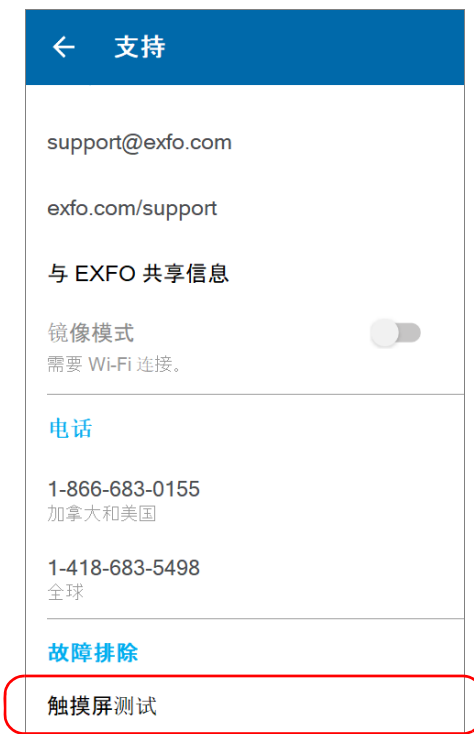 支持
support@exfo.com
exfo.com/support
与 EXFO 共享信息
镜像模式
需要 Wi-Fi 连接。
电话
1-866-683-0155
加拿大和美国
1-418-683-5498
全球
故障排除
触摸屏测试